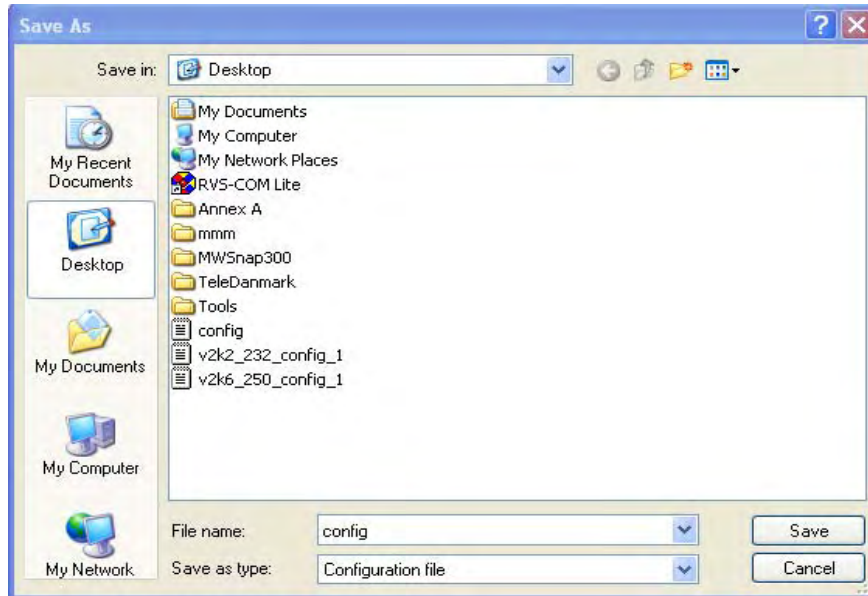 Save As
Save in:
Desktop
My Recent
Documents
Desktop
My Documents
My Computer
My Network
My Documents
My Computer
My Network Places
RVS-COM Lite
Annex A
mmm
MWSnap300
TeleDanmark
Tools
config
v2k2_232_config_1
v2k6_250_config_1
File name:
config
Save
Save as type:
Configuration file
Cancel